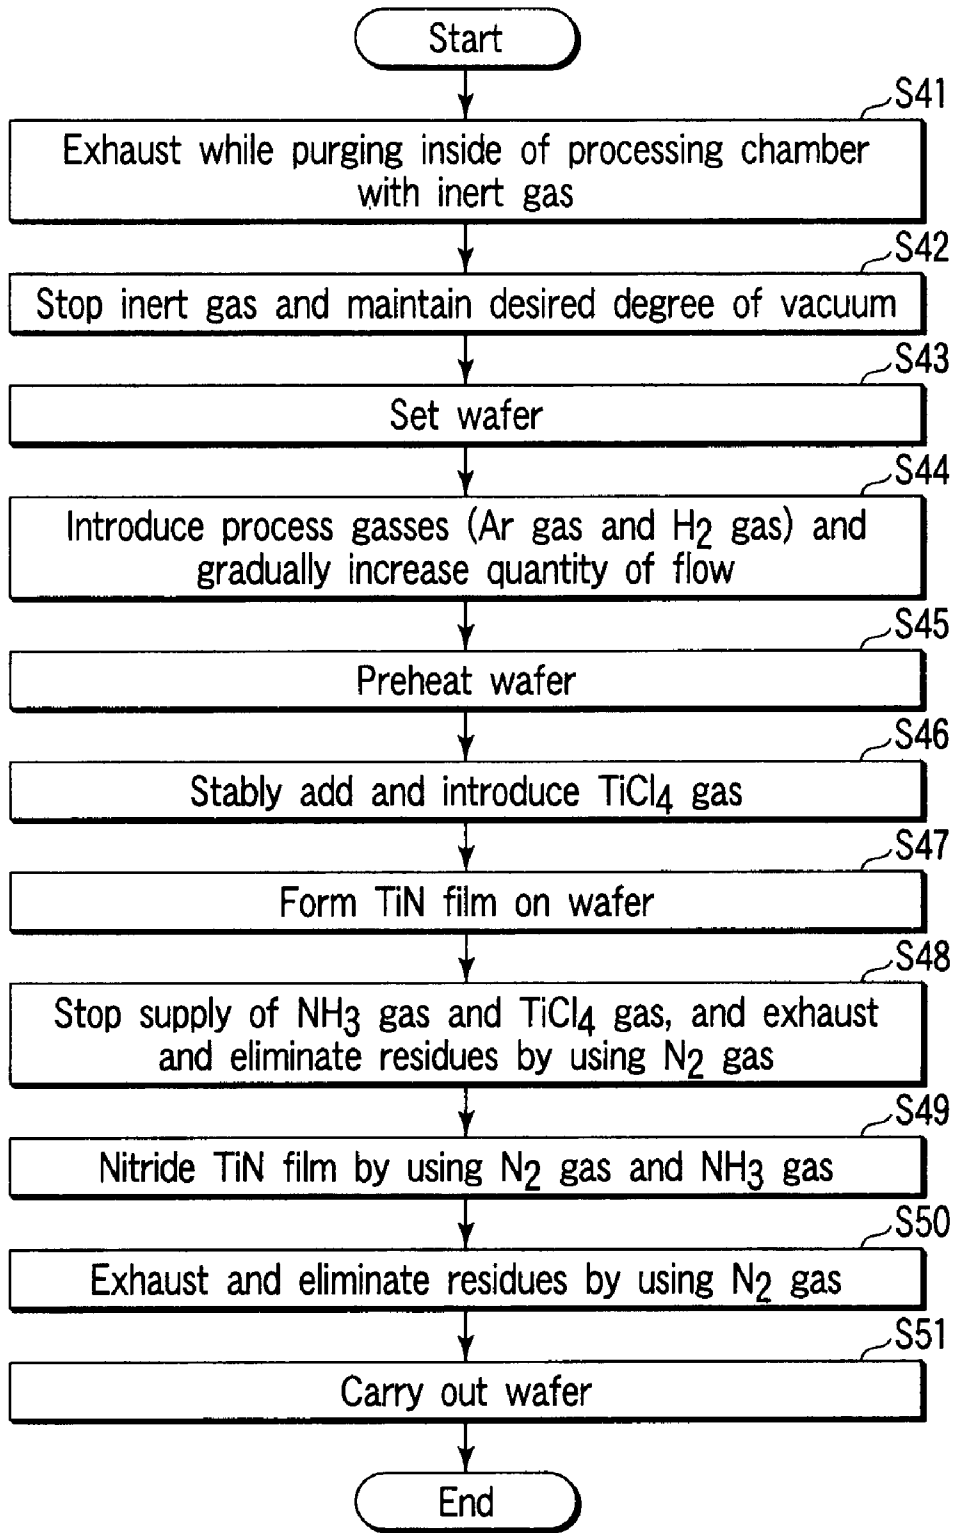 Start
S41
Exhaust while purging inside of processing chamber
with inert gas
S42
Stop inert gas and maintain desired degree of vacuum
S43
Set wafer
S44
Introduce process gasses (Ar gas and H2 gas) and
gradually increase quantity of flow
S45
Preheat wafer
S46
Stably add and introduce TiCl4 gas
S47
Form TiN film on wafer
S48
Stop supply of NH3 gas and TiCl4 gas, and exhaust
and eliminate residues by using N2 gas
S49
Nitride TiN film by using N2 gas and NH3 gas
S50
Exhaust and eliminate residues by using N2 gas
S51
Carry out wafer
End